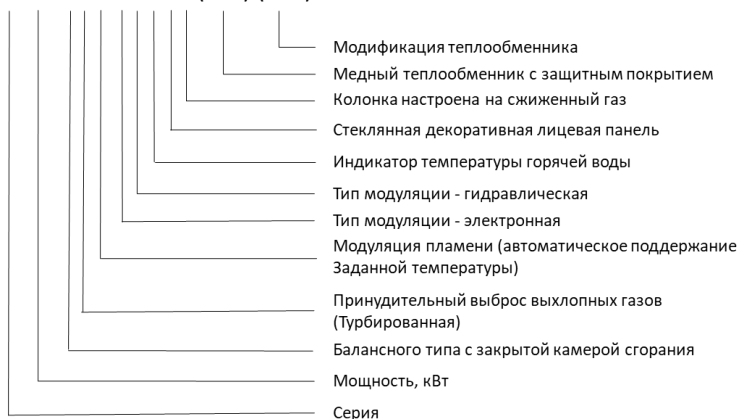 Модификация теплообменника
Медный теплообменник с защитным покрытием
Колонка настроена на сжиженный газ
Стеклянная декоративная лицевая панель
Индикатор температуры горячей воды
Тип модуляции - гидравлическая
Тип модуляции - электронная
Модуляция пламени (автоматическое поддержание
Заданной температуры)
Принудительный выброс выхлопных газов
(Турбированная)
Балансного типа с закрытой камерой сгорания
Мощность, кВт
Серия